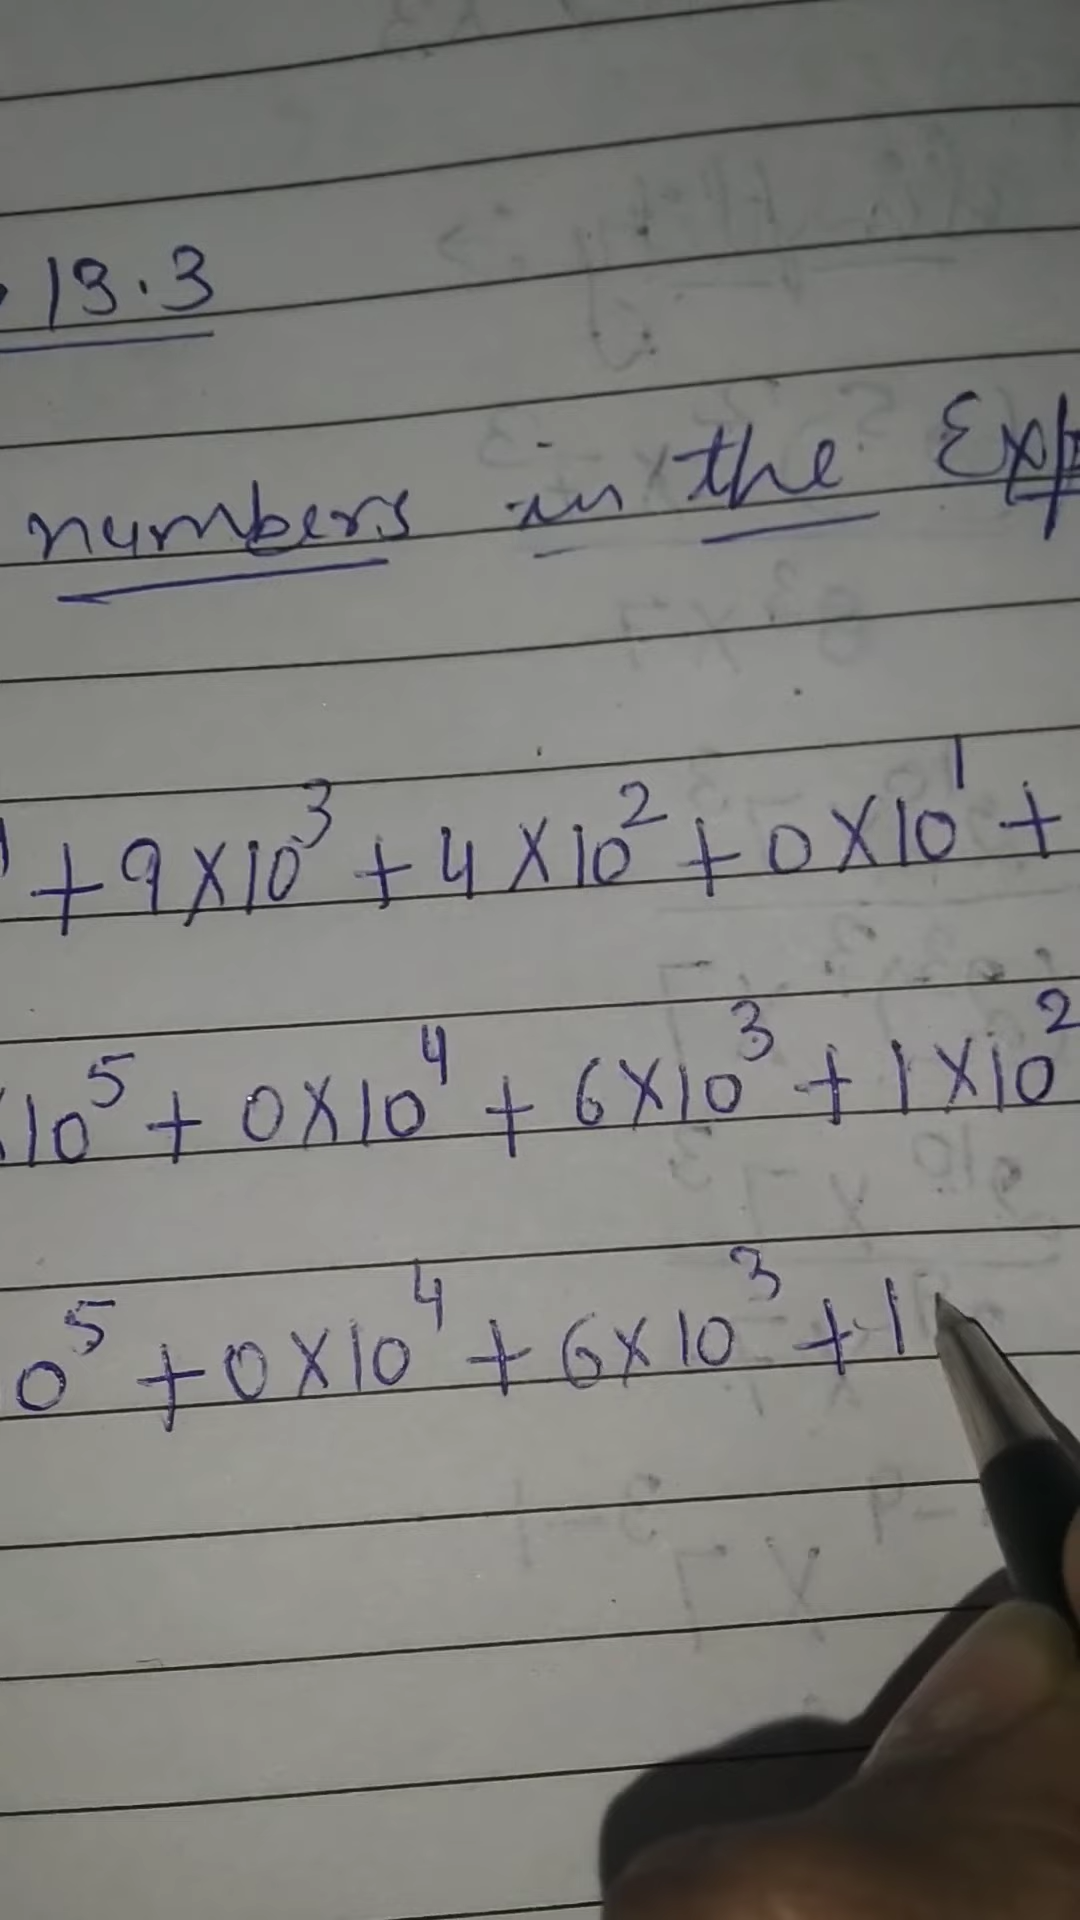 13.3
numbers in the Exp
+ 9×10³ + 4×10² + 0×10¹ +
×10⁵ + 0×10⁴ + 6×10³ + 1×10²
0⁵ + 0×10⁴ + 6×10³ + 1